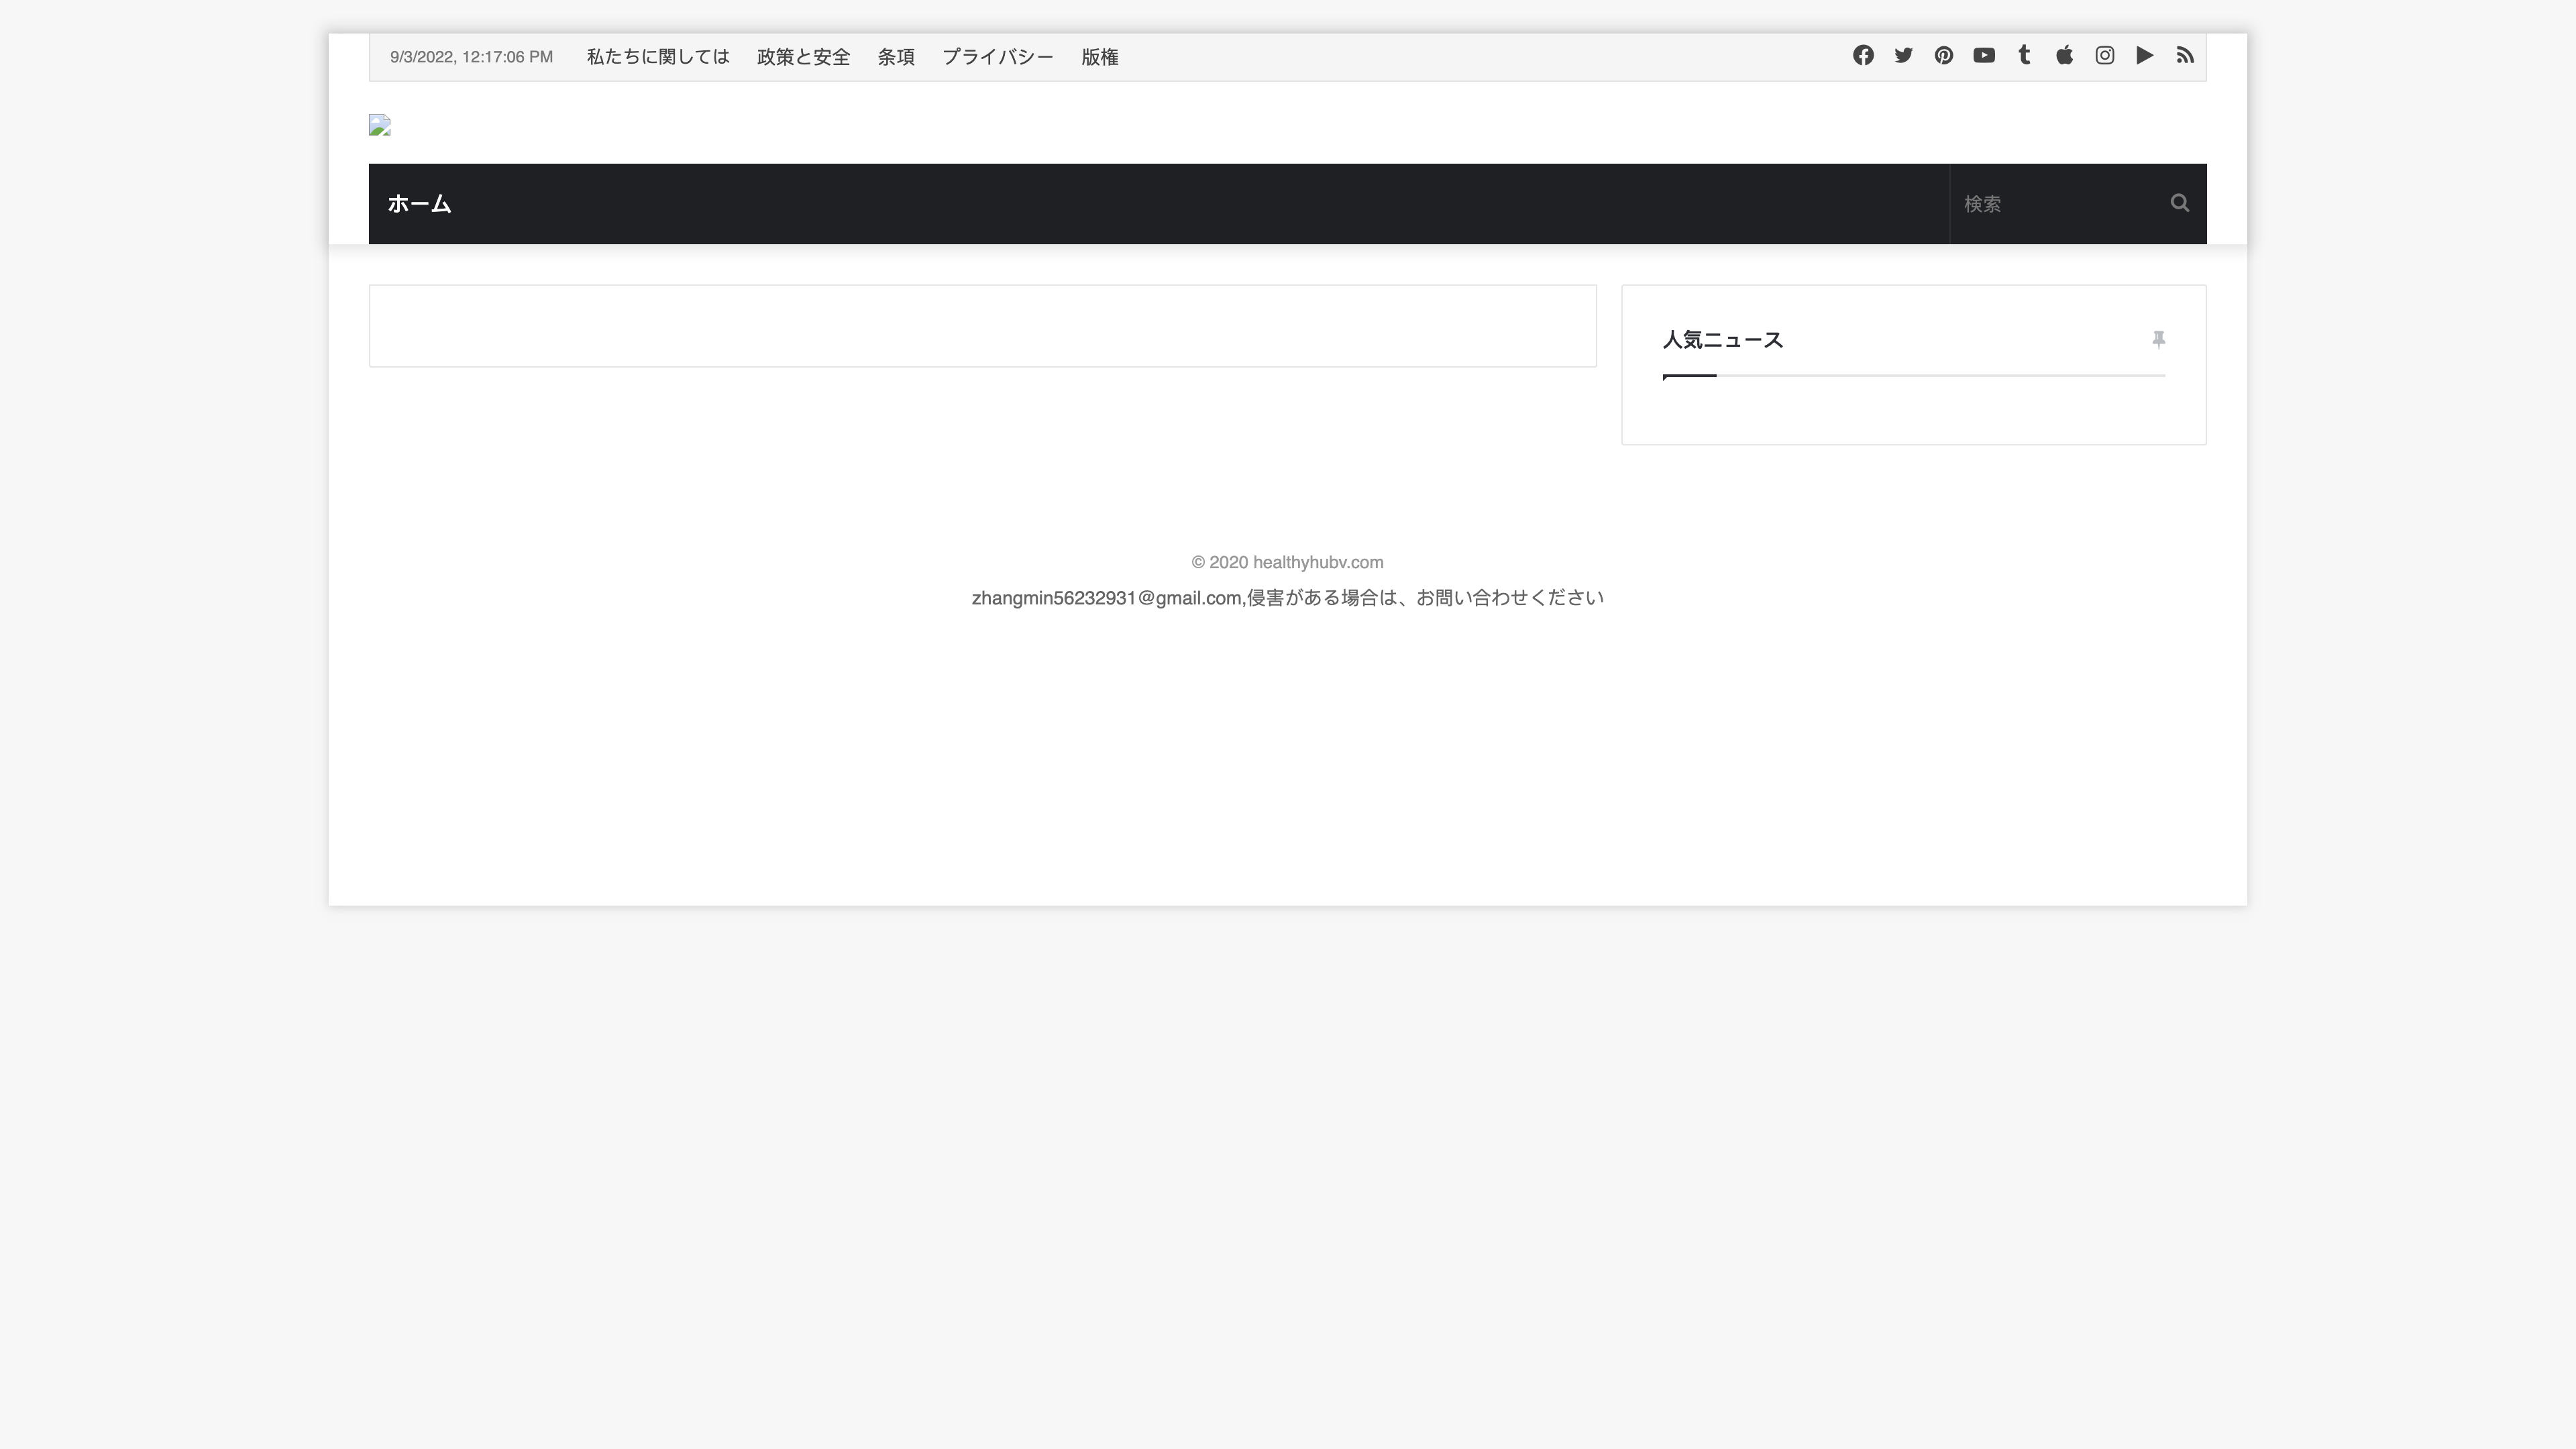 9/3/2022, 12:17:06 PM 私たちに関しては 政策と安全 条項 プライバシー 版権
ホーム 検索
人気ニュース
© 2020 healthyhubv.com
zhangmin56232931@gmail.com,侵害がある場合は、お問い合わせください